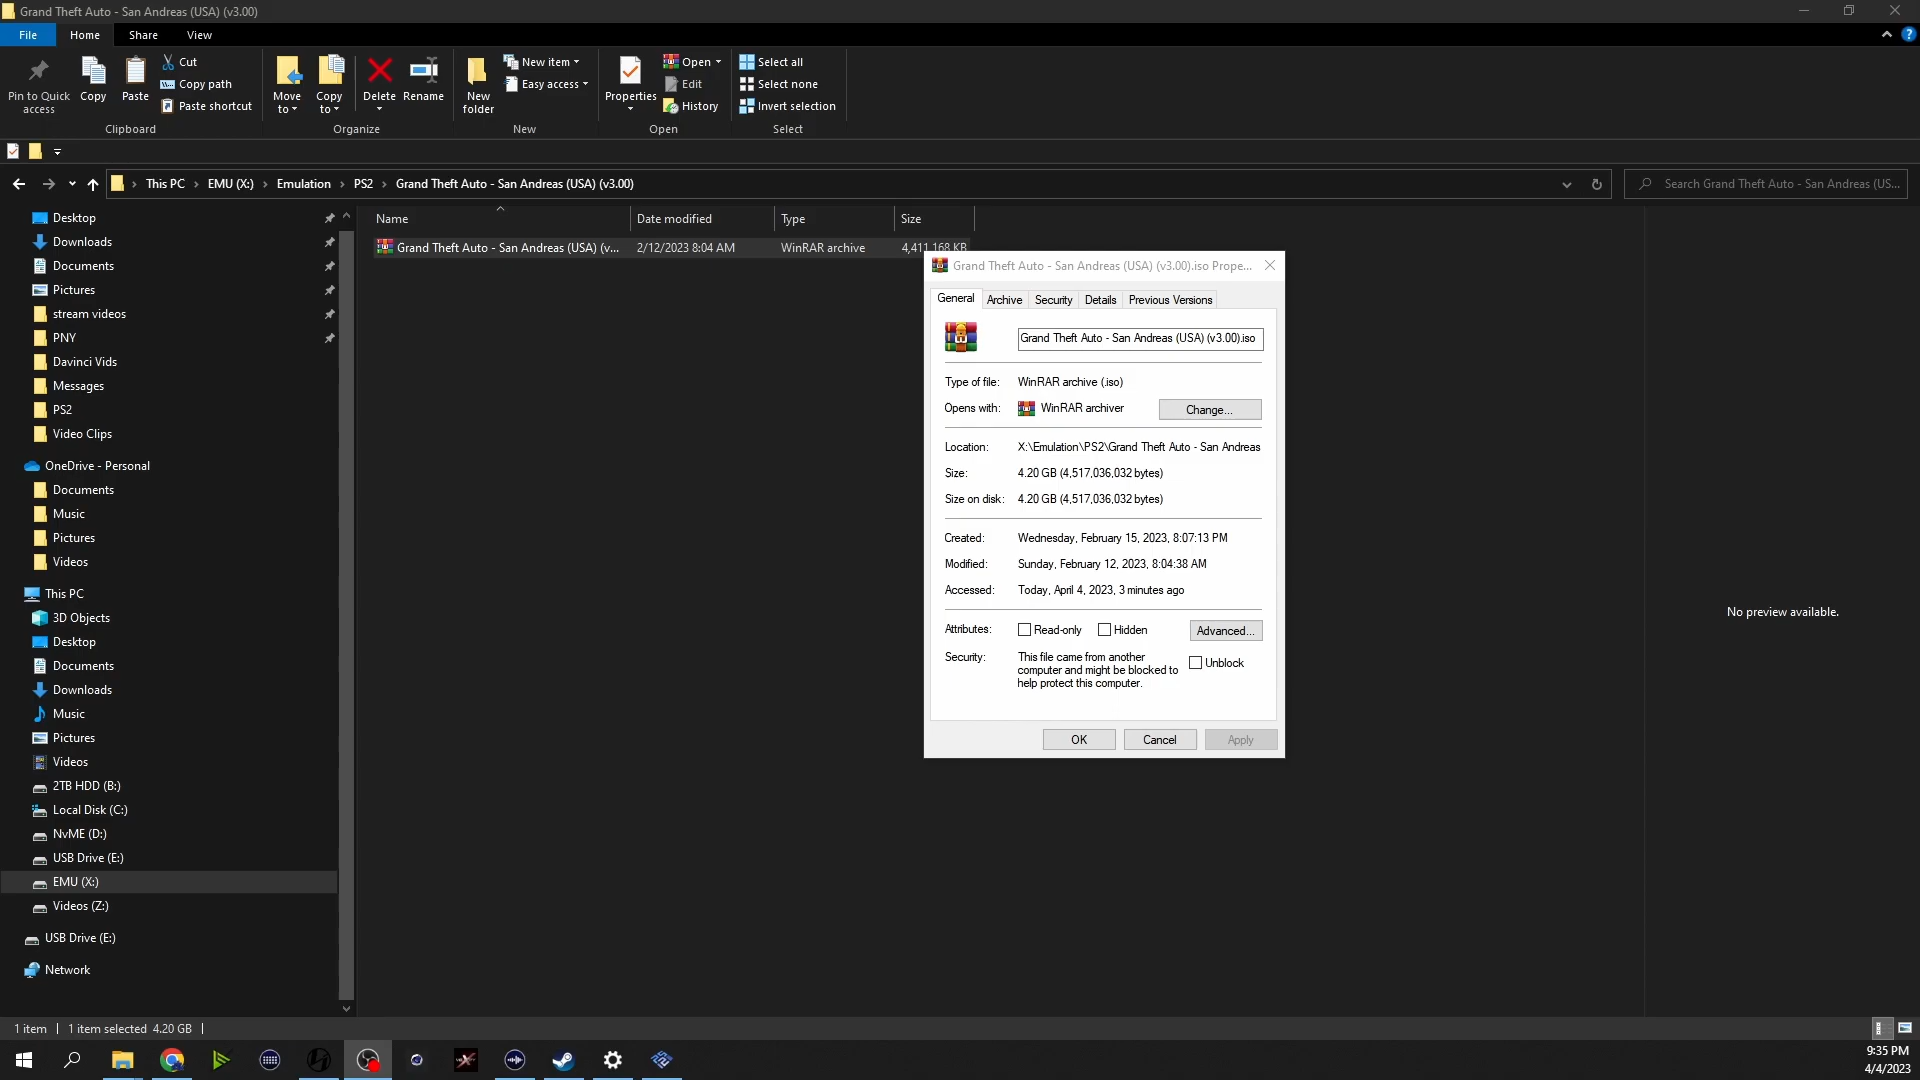 Grand Theft Auto - San Andreas (USA) (v3.00)
File
Home
Share
View
Pin to Quick access
Copy
Paste
Cut
Copy path
Paste shortcut
Clipboard
Move to
Copy to
Delete
Rename
Organize
New folder
New item
Easy access
New
Properties
Open
Edit
History
Open
Select all
Select none
Invert selection
Select
This PC > EMU (X:) > Emulation > PS2 > Grand Theft Auto - San Andreas (USA) (v3.00)
Search Grand Theft Auto - San Andreas (US...
Desktop
Downloads
Documents
Pictures
stream videos
PNY
Davinci Vids
Messages
PS2
Video Clips
OneDrive - Personal
Documents
Music
Pictures
Videos
This PC
3D Objects
Desktop
Documents
Downloads
Music
Pictures
Videos
2TB HDD (B:)
Local Disk (C:)
NvME (D:)
USB Drive (E:)
EMU (X:)
Videos (Z:)
USB Drive (E:)
Network
Name Date modified Type Size
Grand Theft Auto - San Andreas (USA) (v... 2/12/2023 8:04 AM WinRAR archive 4,411,168 KB
Grand Theft Auto - San Andreas (USA) (v3.00).iso Prope...
General Archive Security Details Previous Versions
Grand Theft Auto - San Andreas (USA) (v3.00).iso
Type of file: WinRAR archive (.iso)
Opens with: WinRAR archiver Change...
Location: X:\Emulation\PS2\Grand Theft Auto - San Andreas
Size: 4.20 GB (4,517,036,032 bytes)
Size on disk: 4.20 GB (4,517,036,032 bytes)
Created: Wednesday, February 15, 2023, 8:07:13 PM
Modified: Sunday, February 12, 2023, 8:04:38 AM
Accessed: Today, April 4, 2023, 3 minutes ago
Attributes: Read-only Hidden Advanced...
Security: This file came from another
computer and might be blocked to
help protect this computer.
Unblock
OK Cancel Apply
No preview available.
1 item 1 item selected 4.20 GB
9:35 PM
4/4/2023